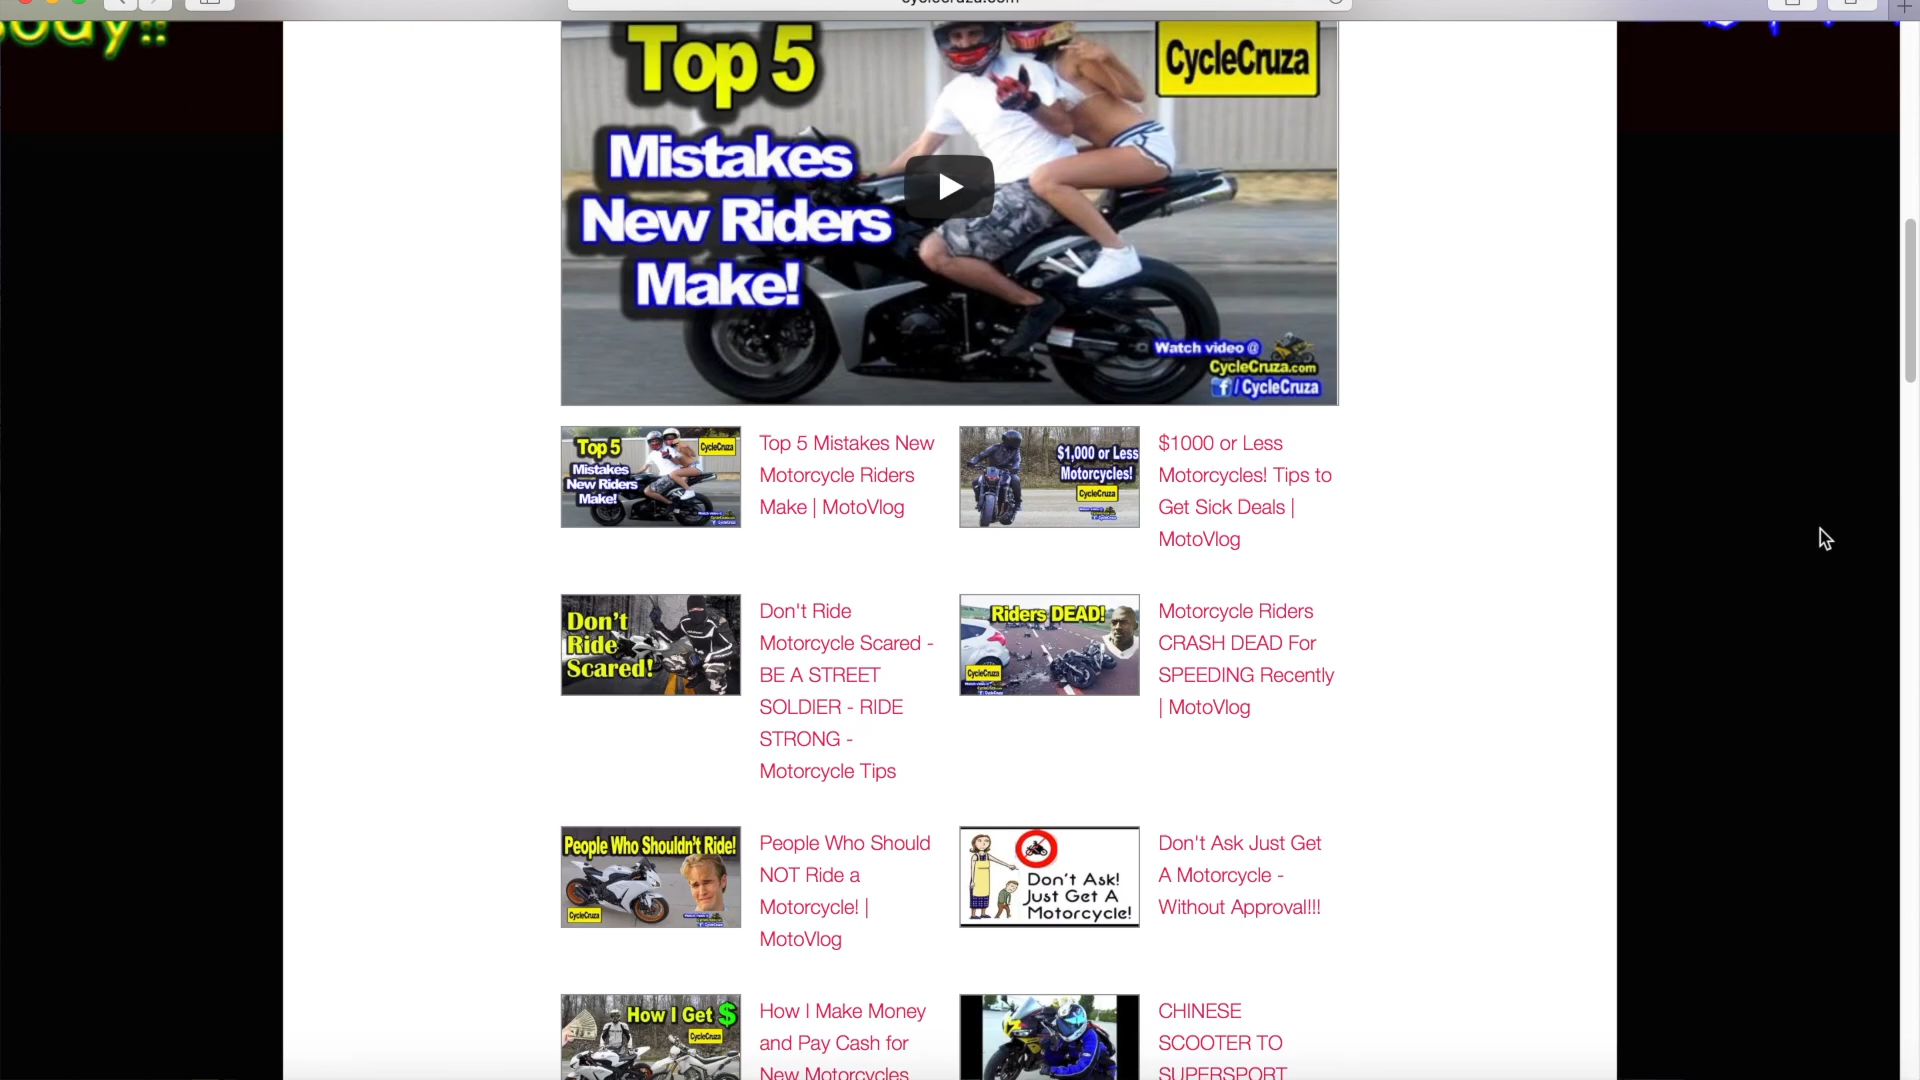 cyclecruza.com
Body!!
Top 5
CycleCruza
Mistakes
New Riders
Make!
Watch video @
CycleCruza.com
f /CycleCruza
Top 5
CycleCruza
Mistakes
New Riders
Make!
Top 5 Mistakes New
Motorcycle Riders
Make | MotoVlog
$1,000 or Less
Motorcycles!
CycleCruza
$1000 or Less
Motorcycles! Tips to
Get Sick Deals |
MotoVlog
Don't
Ride
Scared!
Don't Ride
Motorcycle Scared -
BE A STREET
SOLDIER - RIDE
STRONG -
Motorcycle Tips
Riders DEAD!
CycleCruza
Motorcycle Riders
CRASH DEAD For
SPEEDING Recently
| MotoVlog
People Who Shouldn't Ride!
CycleCruza
People Who Should
NOT Ride a
Motorcycle! |
MotoVlog
Don't Ask!
Just Get A
Motorcycle!
Don't Ask Just Get
A Motorcycle -
Without Approval!!!
How I Get $
CycleCruza
How I Make Money
and Pay Cash for
New Motorcycles
CHINESE
SCOOTER TO
SUPERSPORT